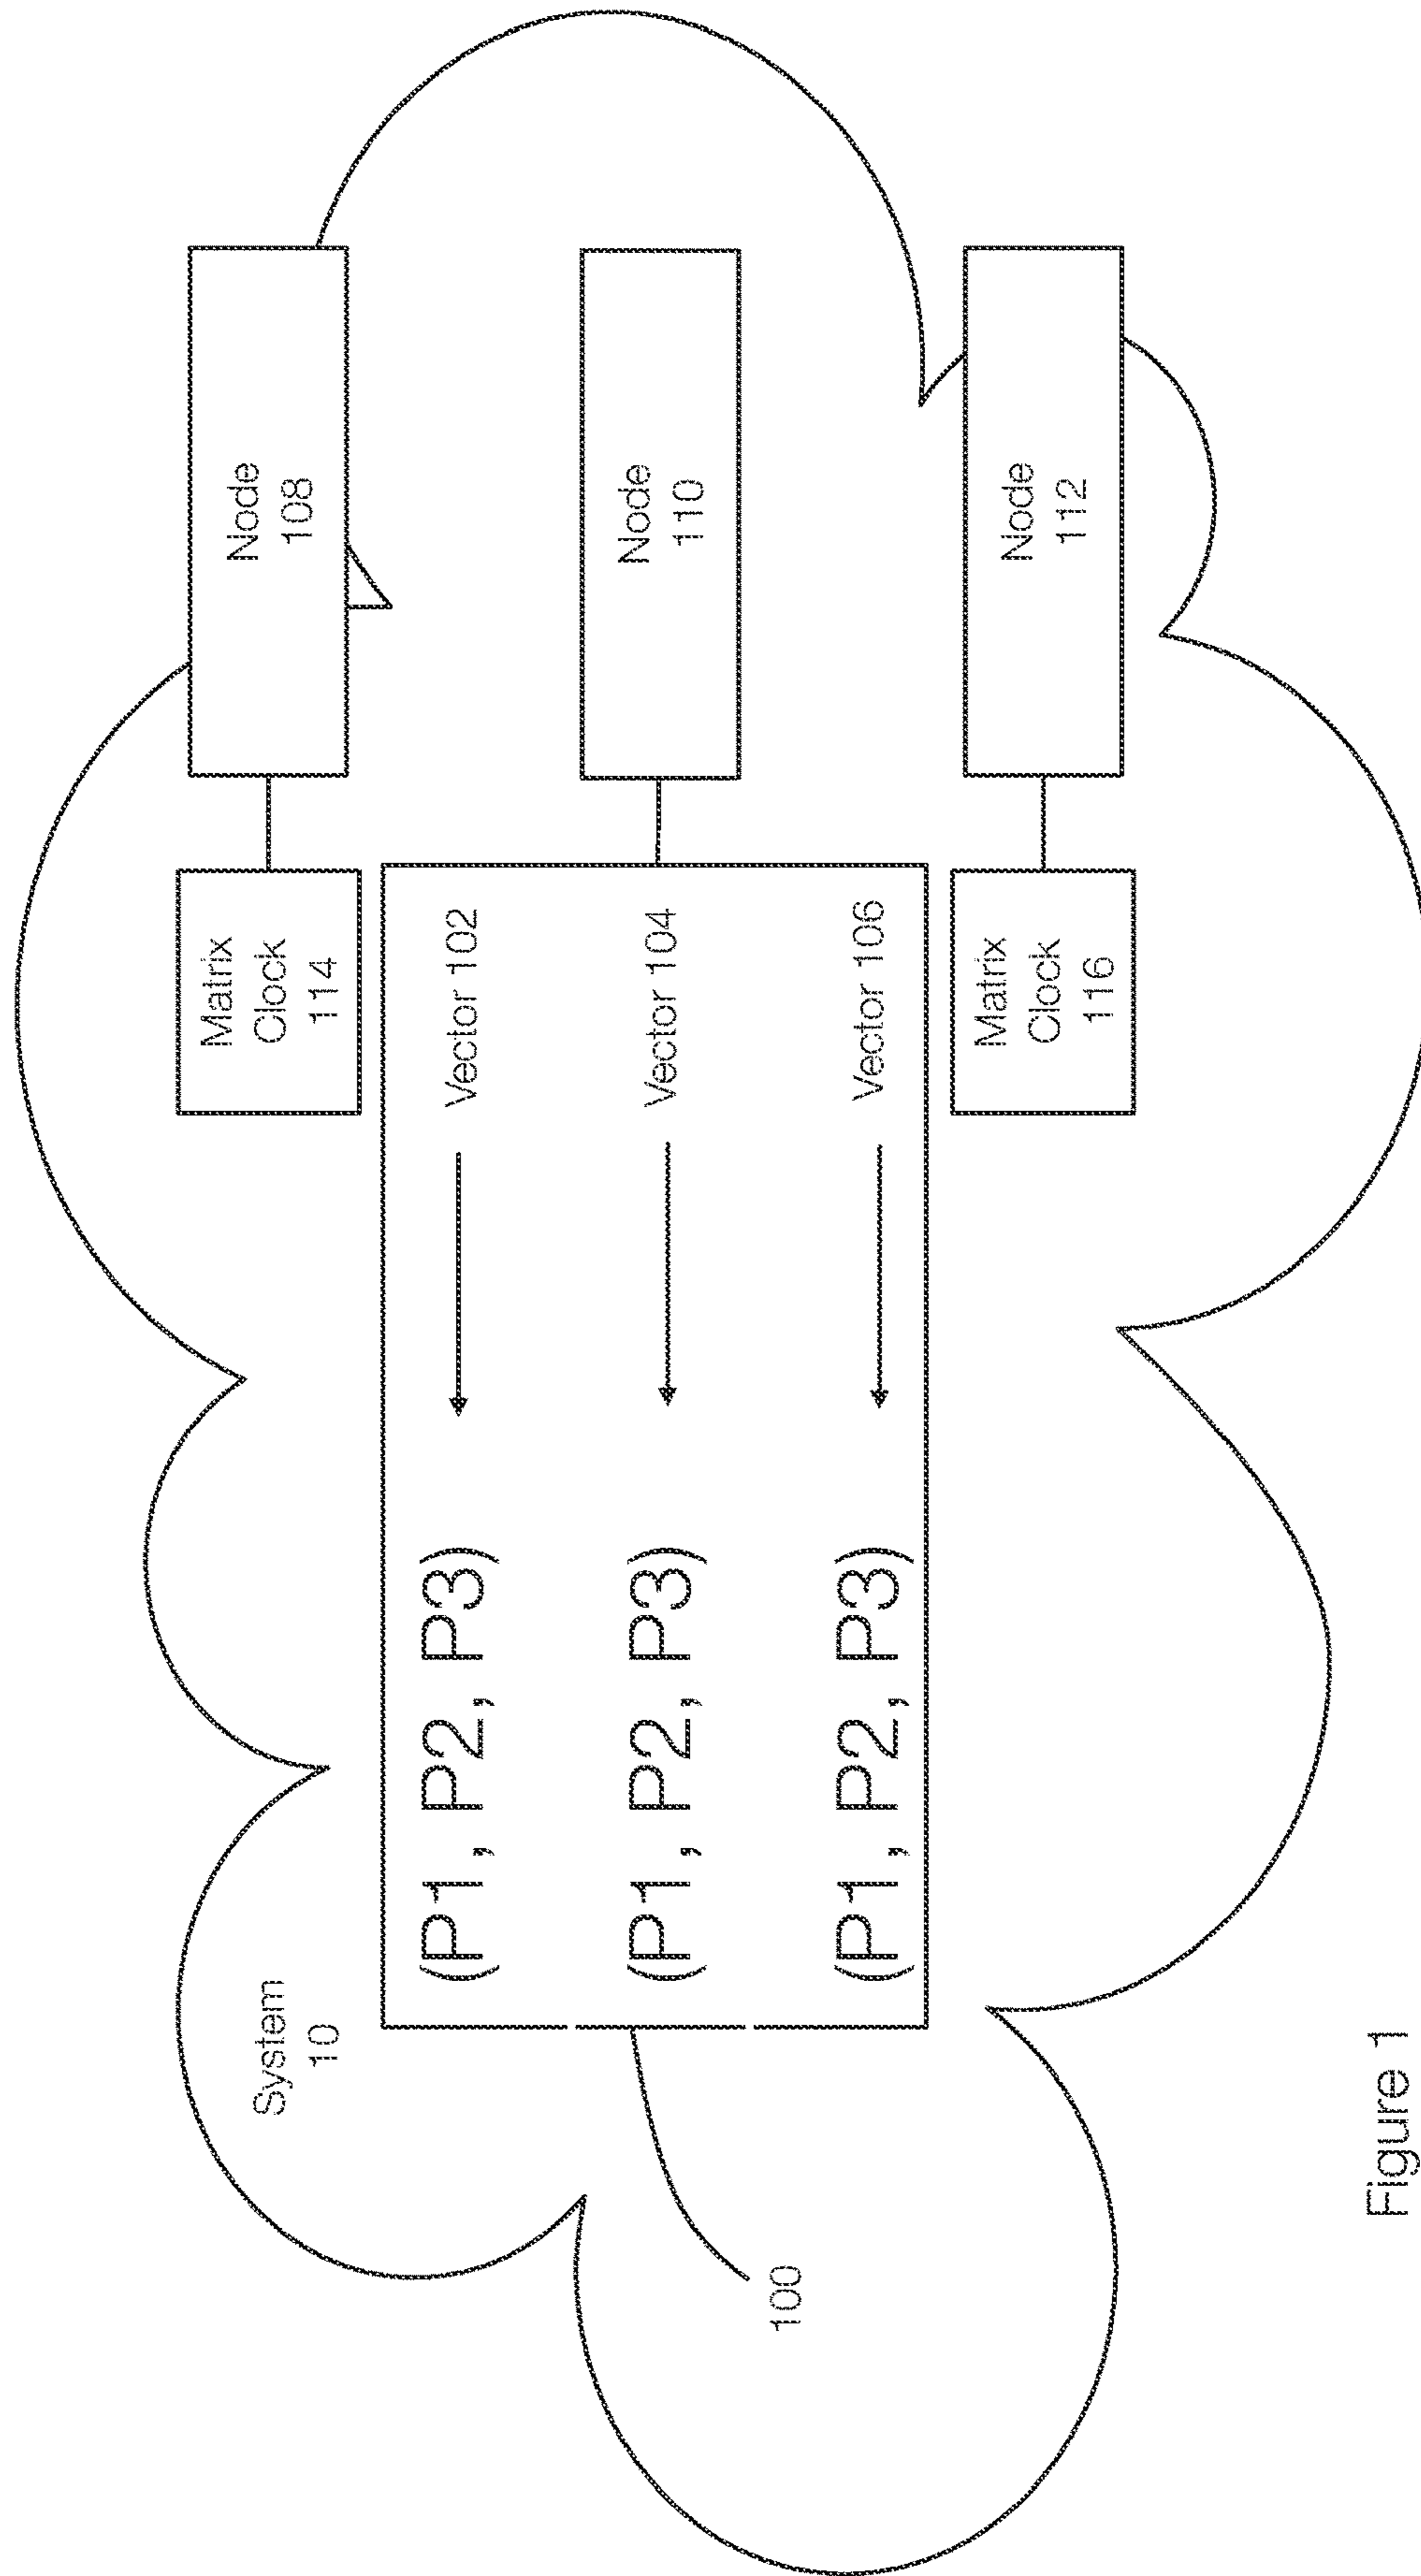 System
10
Matrix
Clock
114
Node
108
(P1, P2, P3)
Vector 102
(P1, P2, P3)
Vector 104
Node
110
(P1, P2, P3)
Vector 106
100
Matrix
Clock
116
Node
112
Figure 1